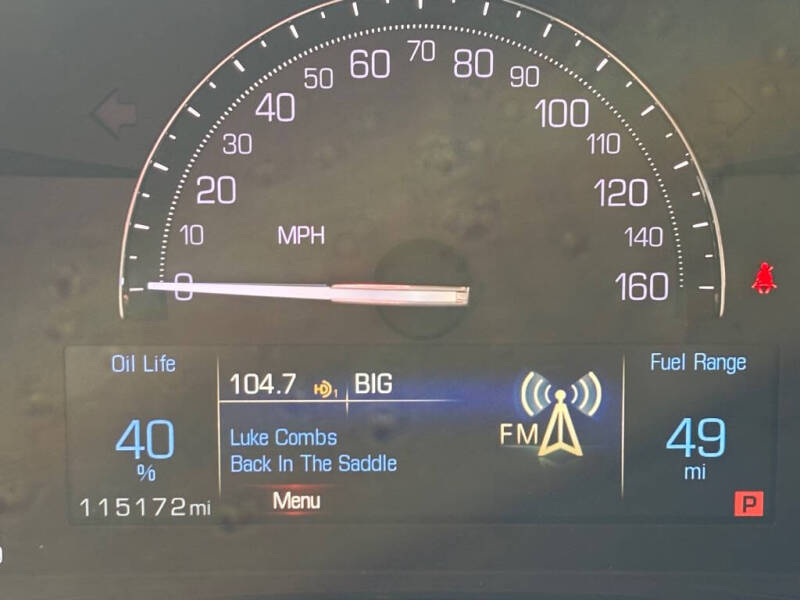 70
60 80
50 90
40 100
30 110
20 120
10 MPH 140
0 160
Oil Life
40
%
115172mi
104.7 HD1 BIG
Luke Combs
Back In The Saddle
Menu
FM
Fuel Range
49
mi
P